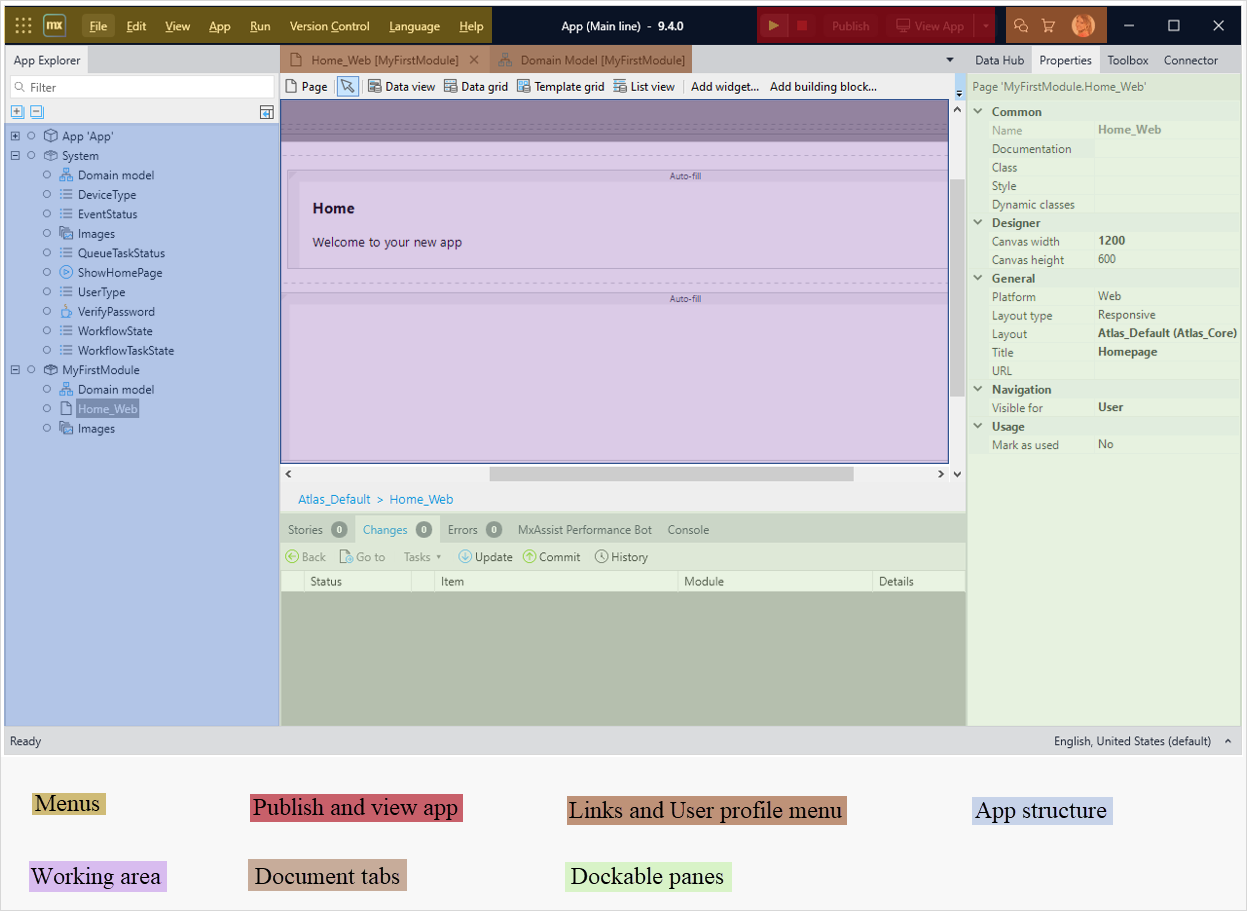 mx File Edit View App Run Version Control Language Help App (Main line) - 9.4.0 Publish View App
App Explorer Home_Web [MyFirstModule] Domain Model [MyFirstModule] Data Hub Properties Toolbox Connector
Filter Page Data view Data grid Template grid List view Add widget... Add building block... Page 'MyFirstModule.Home_Web'
App 'App'
System
Domain model
DeviceType
EventStatus
Images
QueueTaskStatus
ShowHomePage
UserType
VerifyPassword
WorkflowState
WorkflowTaskState
MyFirstModule
Domain model
Home_Web
Images
Auto-fill
Home
Welcome to your new app
Auto-fill
Atlas_Default > Home_Web
Stories 0 Changes 0 Errors 0 MxAssist Performance Bot Console
Back Go to Tasks Update Commit History
Status Item Module Details
Common
Name Home_Web
Documentation
Class
Style
Dynamic classes
Designer
Canvas width 1200
Canvas height 600
General
Platform Web
Layout type Responsive
Layout Atlas_Default (Atlas_Core)
Title Homepage
URL
Navigation
Visible for User
Usage
Mark as used No
Ready English, United States (default)
Menus Publish and view app Links and User profile menu App structure
Working area Document tabs Dockable panes